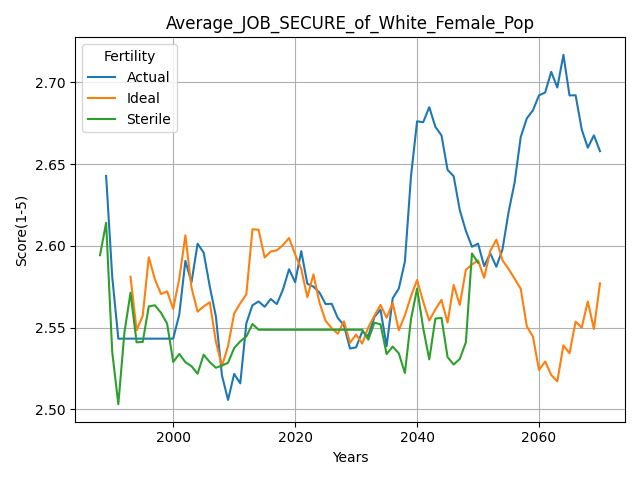 Average_JOB_SECURE_of_White_Female_Pop
Fertility
Actual
Ideal
Sterile
2.70
2.65
2.60
2.55
2.50
Score(1-5)
2000
2020
2040
2060
Years